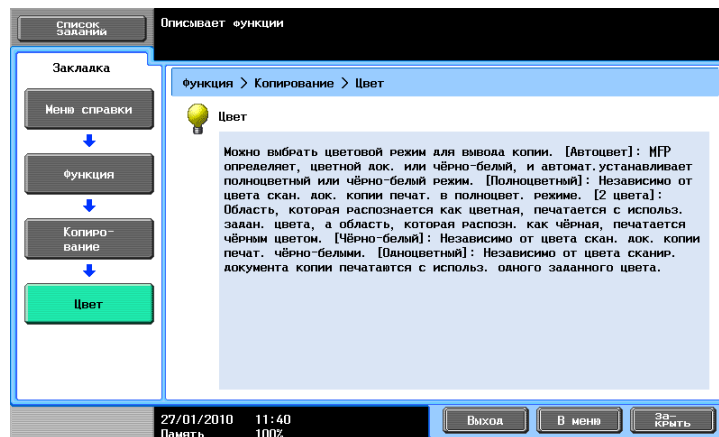 Список
заданий
Описывает функции
Закладка
Меню справки
Функция
Копиро-
вание
Цвет
Функция > Копирование > Цвет
Цвет
Можно выбрать цветовой режим для вывода копии. [Автоцвет]: MFP
определяет, цветной док. или чёрно-белый, и автомат.устанавливает
полноцветный или чёрно-белый режим. [Полноцветный]: Независимо от
цвета скан. док. копии печат. в полноцвет. режиме. [2 цвета]:
Область, которая распознается как цветная, печатается с использ.
задан. цвета, а область, которая распозн. как чёрная, печатается
чёрным цветом. [Чёрно-белый]: Независимо от цвета скан. док. копии
печат. чёрно-белыми. [Одноцветный]: Независимо от цвета сканир.
документа копии печатаются с использ. одного заданного цвета.
27/01/2010 11:40
Память 100%
Выход
В меню
За-
крыть